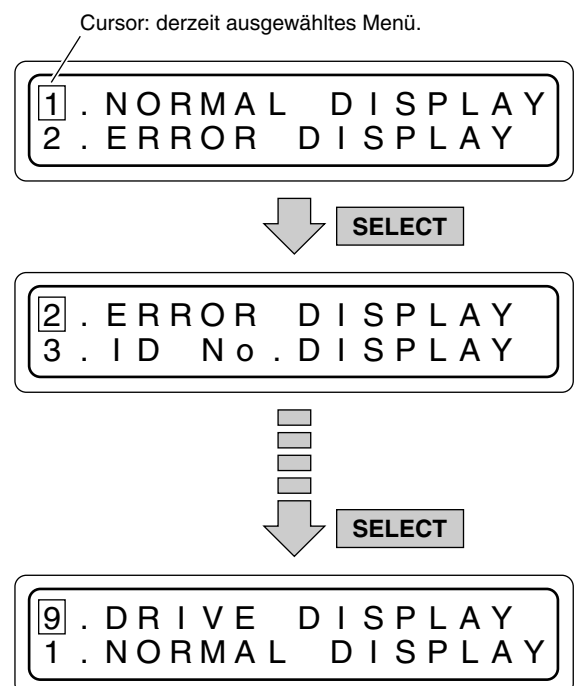 Cursor: derzeit ausgewähltes Menü.
1. NORMAL DISPLAY
2. ERROR DISPLAY
SELECT
2. ERROR DISPLAY
3. ID No. DISPLAY
SELECT
9. DRIVE DISPLAY
1. NORMAL DISPLAY